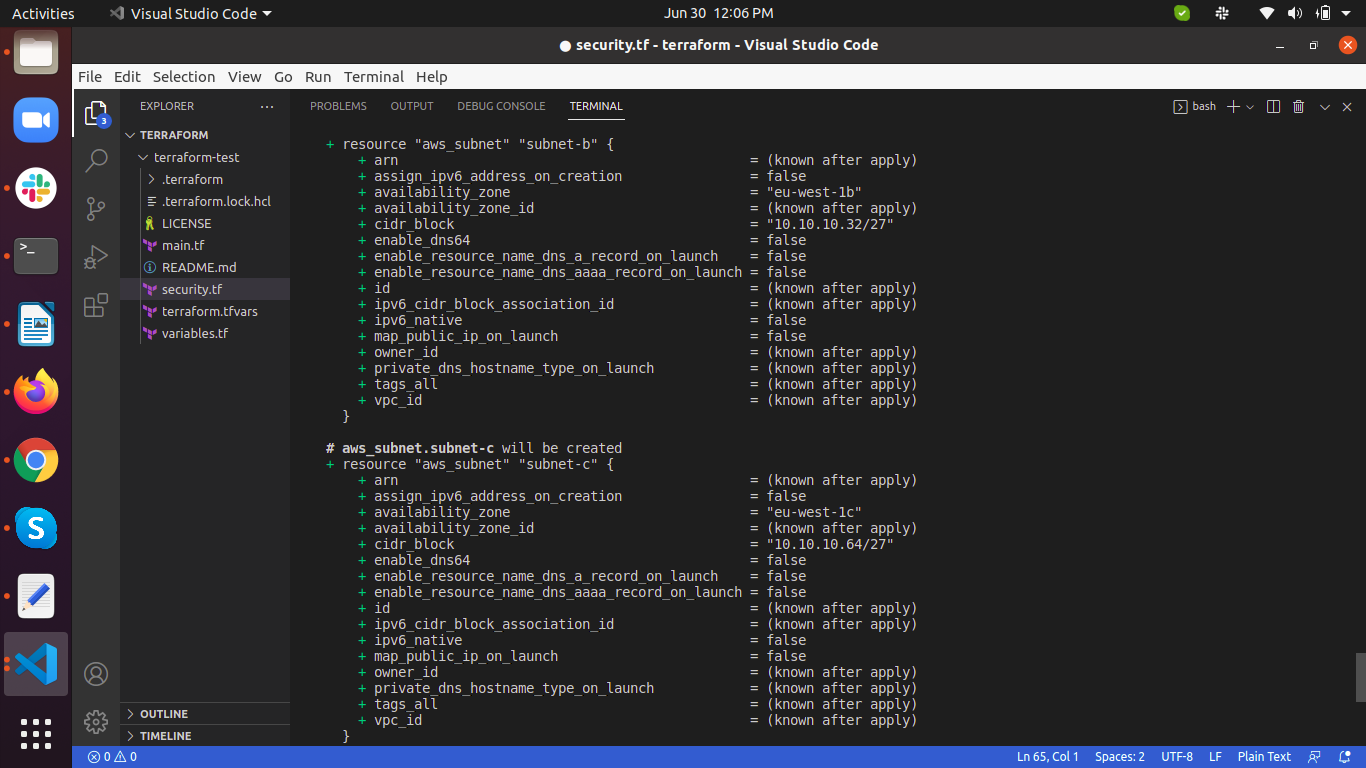 Activities
Visual Studio Code
Jun 30 12:06 PM
● security.tf - terraform - Visual Studio Code
File Edit Selection View Go Run Terminal Help
EXPLORER
PROBLEMS OUTPUT DEBUG CONSOLE TERMINAL
bash
3
TERRAFORM
terraform-test
.terraform
.terraform.lock.hcl
LICENSE
main.tf
README.md
security.tf
terraform.tfvars
variables.tf
OUTLINE
TIMELINE
+ resource "aws_subnet" "subnet-b" {
+ arn = (known after apply)
+ assign_ipv6_address_on_creation = false
+ availability_zone = "eu-west-1b"
+ availability_zone_id = (known after apply)
+ cidr_block = "10.10.10.32/27"
+ enable_dns64 = false
+ enable_resource_name_dns_a_record_on_launch = false
+ enable_resource_name_dns_aaaa_record_on_launch = false
+ id = (known after apply)
+ ipv6_cidr_block_association_id = (known after apply)
+ ipv6_native = false
+ map_public_ip_on_launch = false
+ owner_id = (known after apply)
+ private_dns_hostname_type_on_launch = (known after apply)
+ tags_all = (known after apply)
+ vpc_id = (known after apply)
}
# aws_subnet.subnet-c will be created
+ resource "aws_subnet" "subnet-c" {
+ arn = (known after apply)
+ assign_ipv6_address_on_creation = false
+ availability_zone = "eu-west-1c"
+ availability_zone_id = (known after apply)
+ cidr_block = "10.10.10.64/27"
+ enable_dns64 = false
+ enable_resource_name_dns_a_record_on_launch = false
+ enable_resource_name_dns_aaaa_record_on_launch = false
+ id = (known after apply)
+ ipv6_cidr_block_association_id = (known after apply)
+ ipv6_native = false
+ map_public_ip_on_launch = false
+ owner_id = (known after apply)
+ private_dns_hostname_type_on_launch = (known after apply)
+ tags_all = (known after apply)
+ vpc_id = (known after apply)
}
0 0
Ln 65, Col 1 Spaces: 2 UTF-8 LF Plain Text